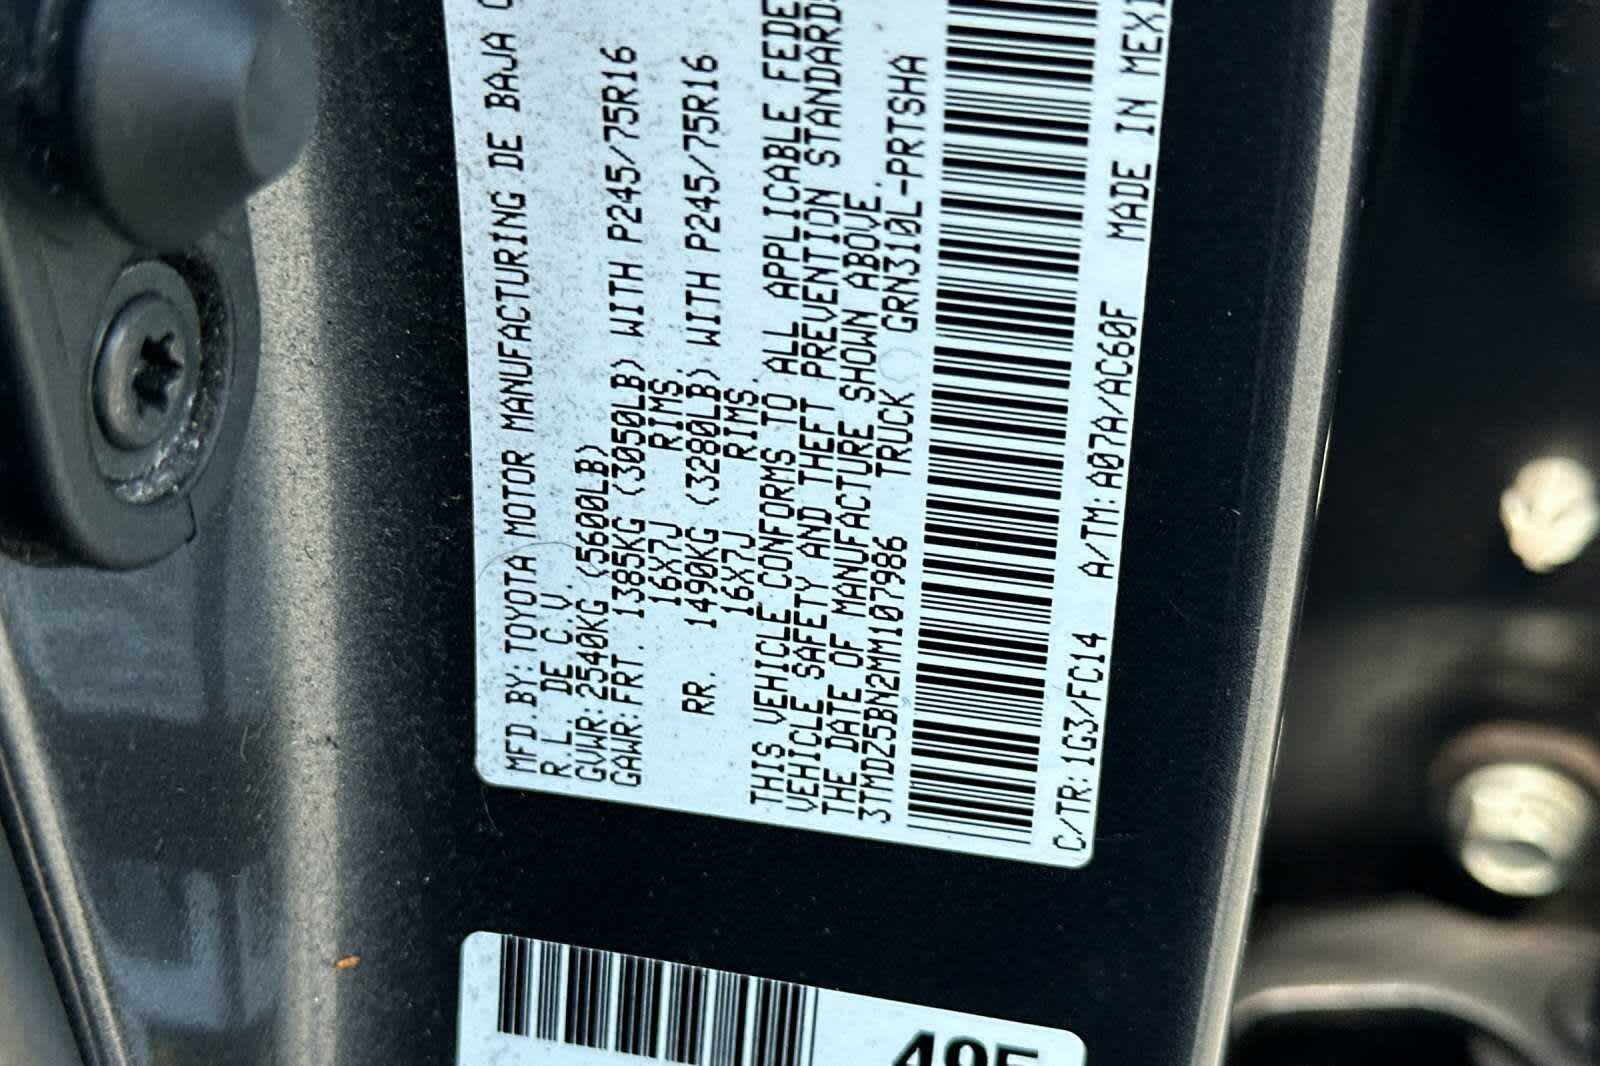 MFD.BY:TOYOTA MOTOR MANUFACTURING DE BAJA C
R.L. DE C.V.
GVWR:2540KG (5600LB)
GAWR:FRT. 1385KG (3050LB) WITH P245/75R16
16X7J RIMS.
RR. 1490KG (3280LB) WITH P245/75R16
16X7J RIMS.
THIS VEHICLE CONFORMS TO ALL APPLICABLE FEDE
VEHICLE SAFETY AND THEFT PREVENTION STANDARDS
THE DATE OF MANUFACTURE SHOWN ABOVE.
3TMDZ5BN2MM107986 TRUCK GRN310L-PRTSHA
C/TR:1G3/FC14 A/TM:A07A/AC60F MADE IN MEXI